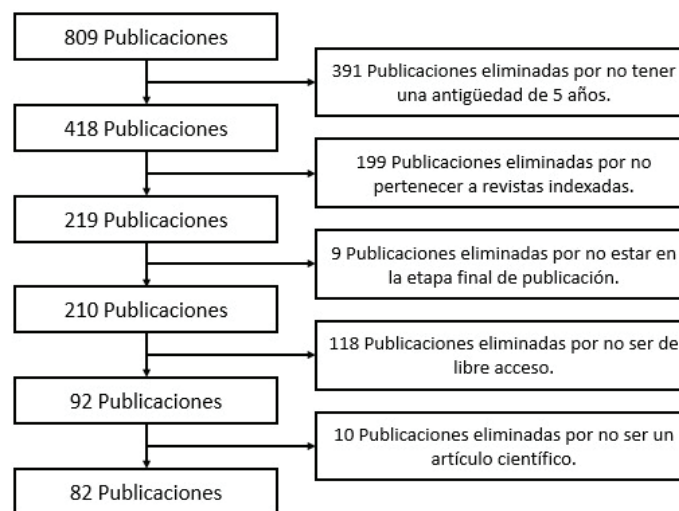 809 Publicaciones
391 Publicaciones eliminadas por no tener
una antigüedad de 5 años.
418 Publicaciones
199 Publicaciones eliminadas por no
pertenecer a revistas indexadas.
219 Publicaciones
9 Publicaciones eliminadas por no estar en
la etapa final de publicación.
210 Publicaciones
118 Publicaciones eliminadas por no ser de
libre acceso.
92 Publicaciones
10 Publicaciones eliminadas por no ser un
artículo científico.
82 Publicaciones